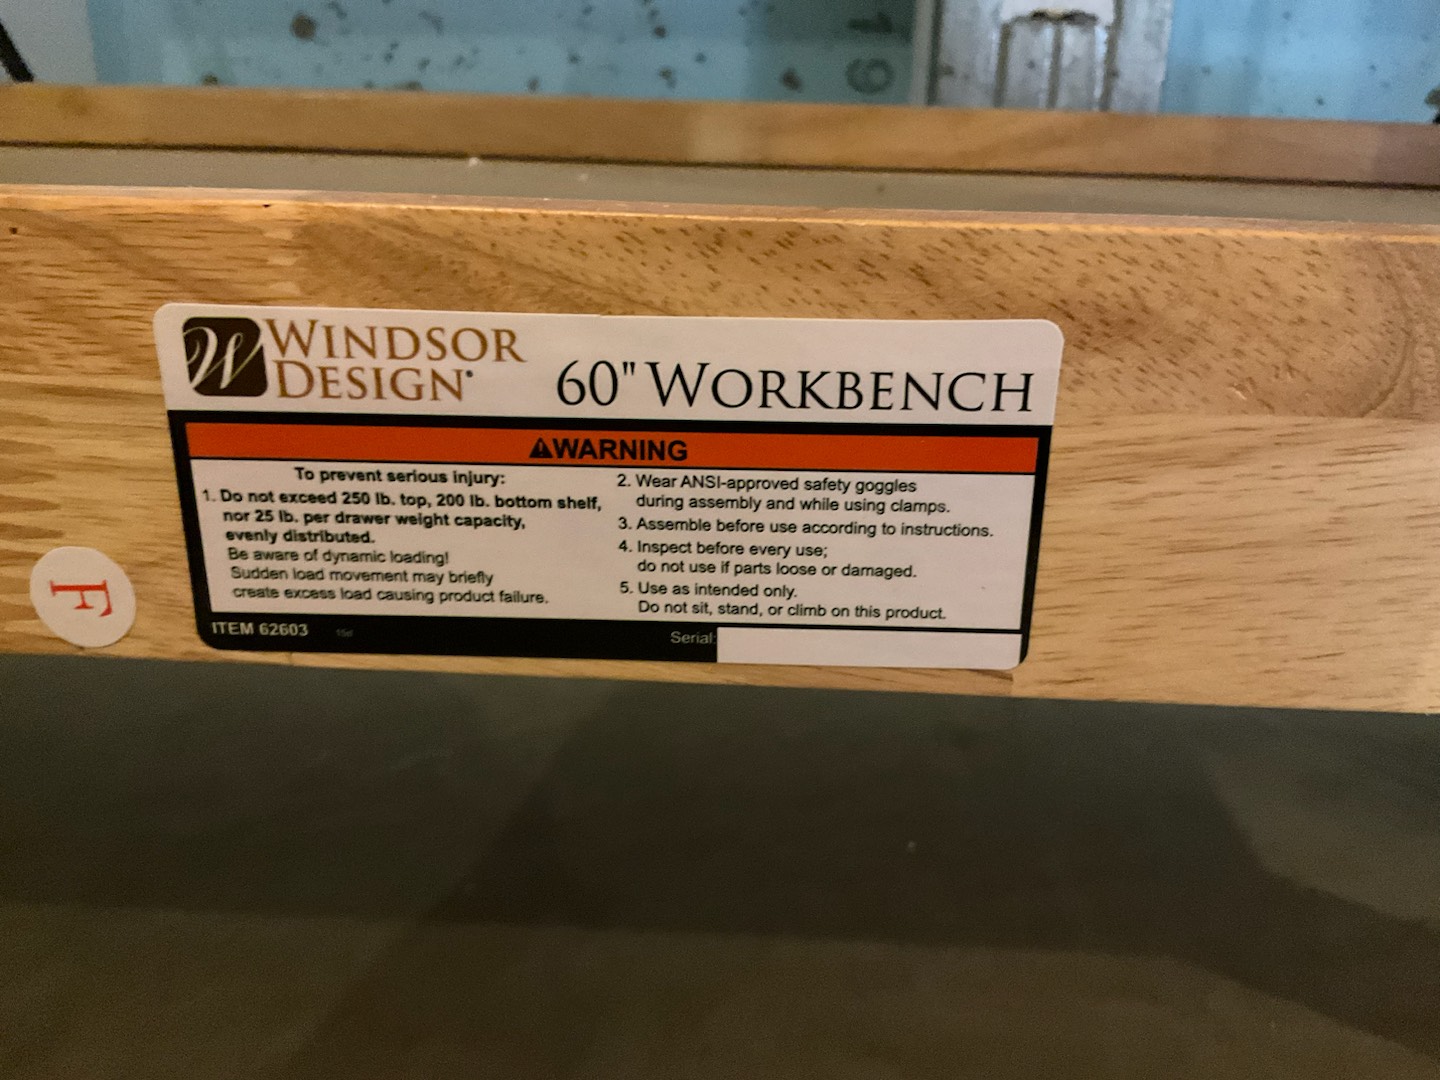 W WINDSOR
DESIGN®
60" WORKBENCH
⚠WARNING
To prevent serious injury:
1. Do not exceed 250 lb. top, 200 lb. bottom shelf,
nor 25 lb. per drawer weight capacity,
evenly distributed.
Be aware of dynamic loading!
Sudden load movement may briefly
create excess load causing product failure.
2. Wear ANSI-approved safety goggles
during assembly and while using clamps.
3. Assemble before use according to instructions.
4. Inspect before every use;
do not use if parts loose or damaged.
5. Use as intended only.
Do not sit, stand, or climb on this product.
ITEM 62603
Serial:
F